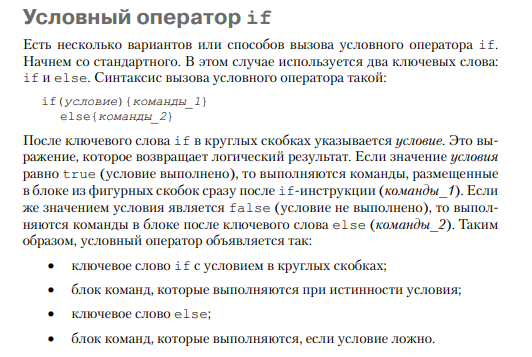 Условный оператор if
Есть несколько вариантов или способов вызова условного оператора if.
Начнем со стандартного. В этом случае используется два ключевых слова:
if и else. Синтаксис вызова условного оператора такой:
if(условие){команды_1}
else{команды_2}
После ключевого слова if в круглых скобках указывается условие. Это вы-
ражение, которое возвращает логический результат. Если значение условия
равно true (условие выполнено), то выполняются команды, размещенные
в блоке из фигурных скобок сразу после if-инструкции (команды_1). Если
же значением условия является false (условие не выполнено), то выпол-
няются команды в блоке после ключевого слова else (команды_2). Таким
образом, условный оператор объявляется так:
• ключевое слово if с условием в круглых скобках;
• блок команд, которые выполняются при истинности условия;
• ключевое слово else;
• блок команд, которые выполняются, если условие ложно.